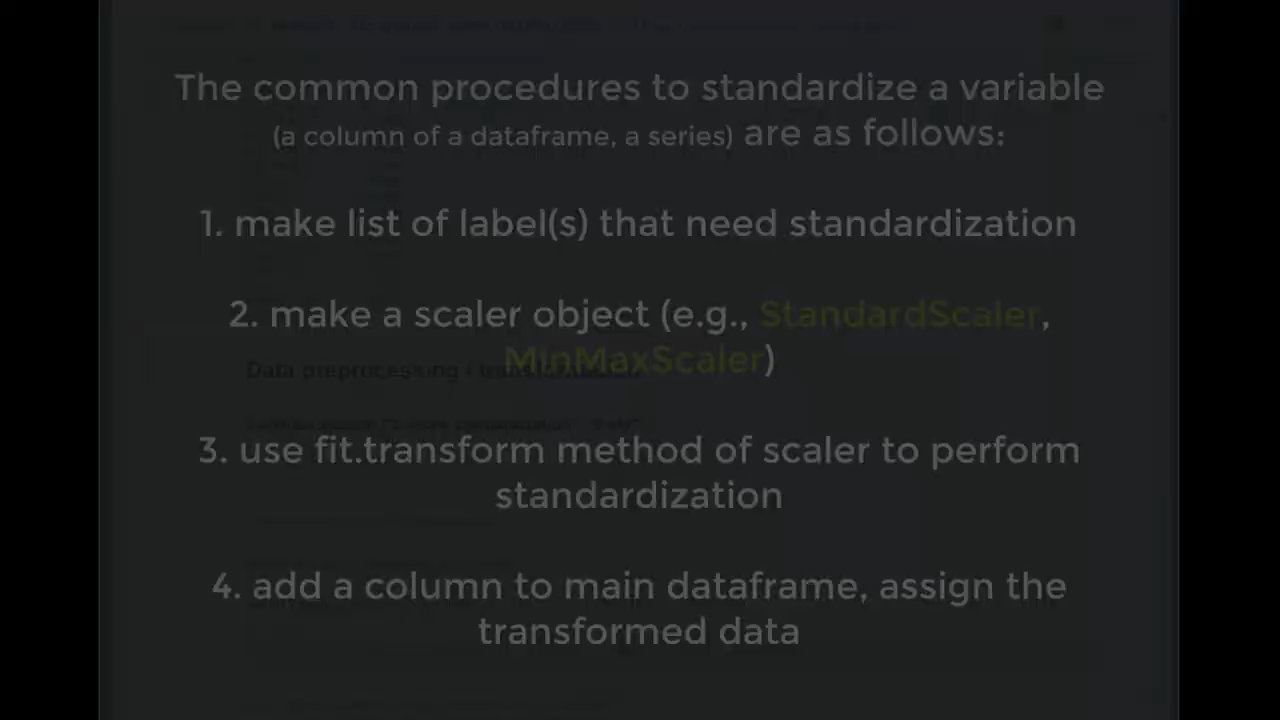 The common procedures to standardize a variable
(a column of a dataframe, a series) are as follows:
1. make list of label(s) that need standardization
2. make a scaler object (e.g., StandardScaler,
MinMaxScaler)
Data preprocessing
3. use fit.transform method of scaler to perform
standardization
4. add a column to main dataframe, assign the
transformed data